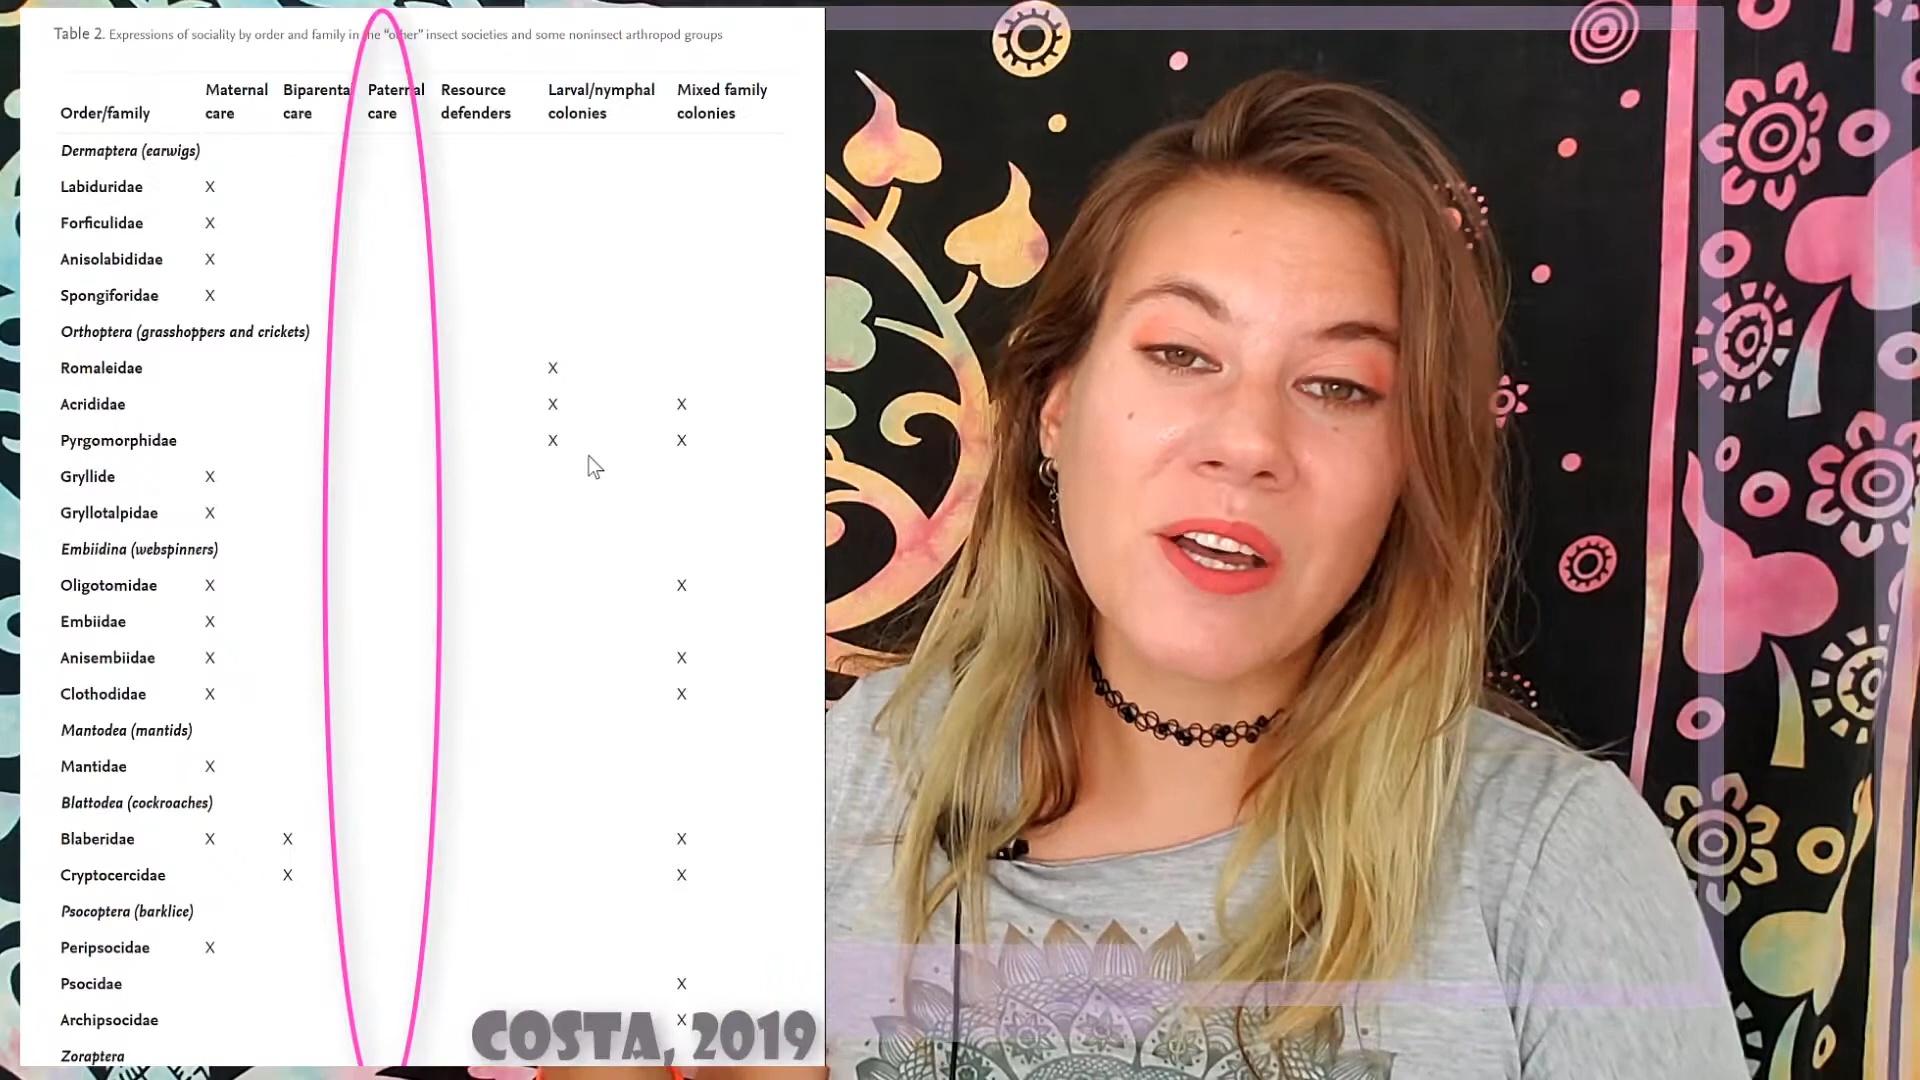 Table 2. Expressions of sociality by order and family in the “other” insect societies and some noninsect arthropod groups
Order/family Maternal care Biparental care Paternal care Resource defenders Larval/nymphal colonies Mixed family colonies
Dermaptera (earwigs)
Labiduridae X
Forficulidae X
Anisolabididae X
Spongiforidae X
Orthoptera (grasshoppers and crickets)
Romaleidae X
Acrididae X X
Pyrgomorphidae X X
Gryllide X
Gryllotalpidae X
Embiidina (webspinners)
Oligotomidae X X
Embiidae X
Anisembiidae X X
Clothodidae X X
Mantodea (mantids)
Mantidae X
Blattodea (cockroaches)
Blaberidae X X X
Cryptocercidae X X
Psocoptera (barklice)
Peripsocidae X
Psocidae X
Archipsocidae X
Zoraptera
COSTA, 2019